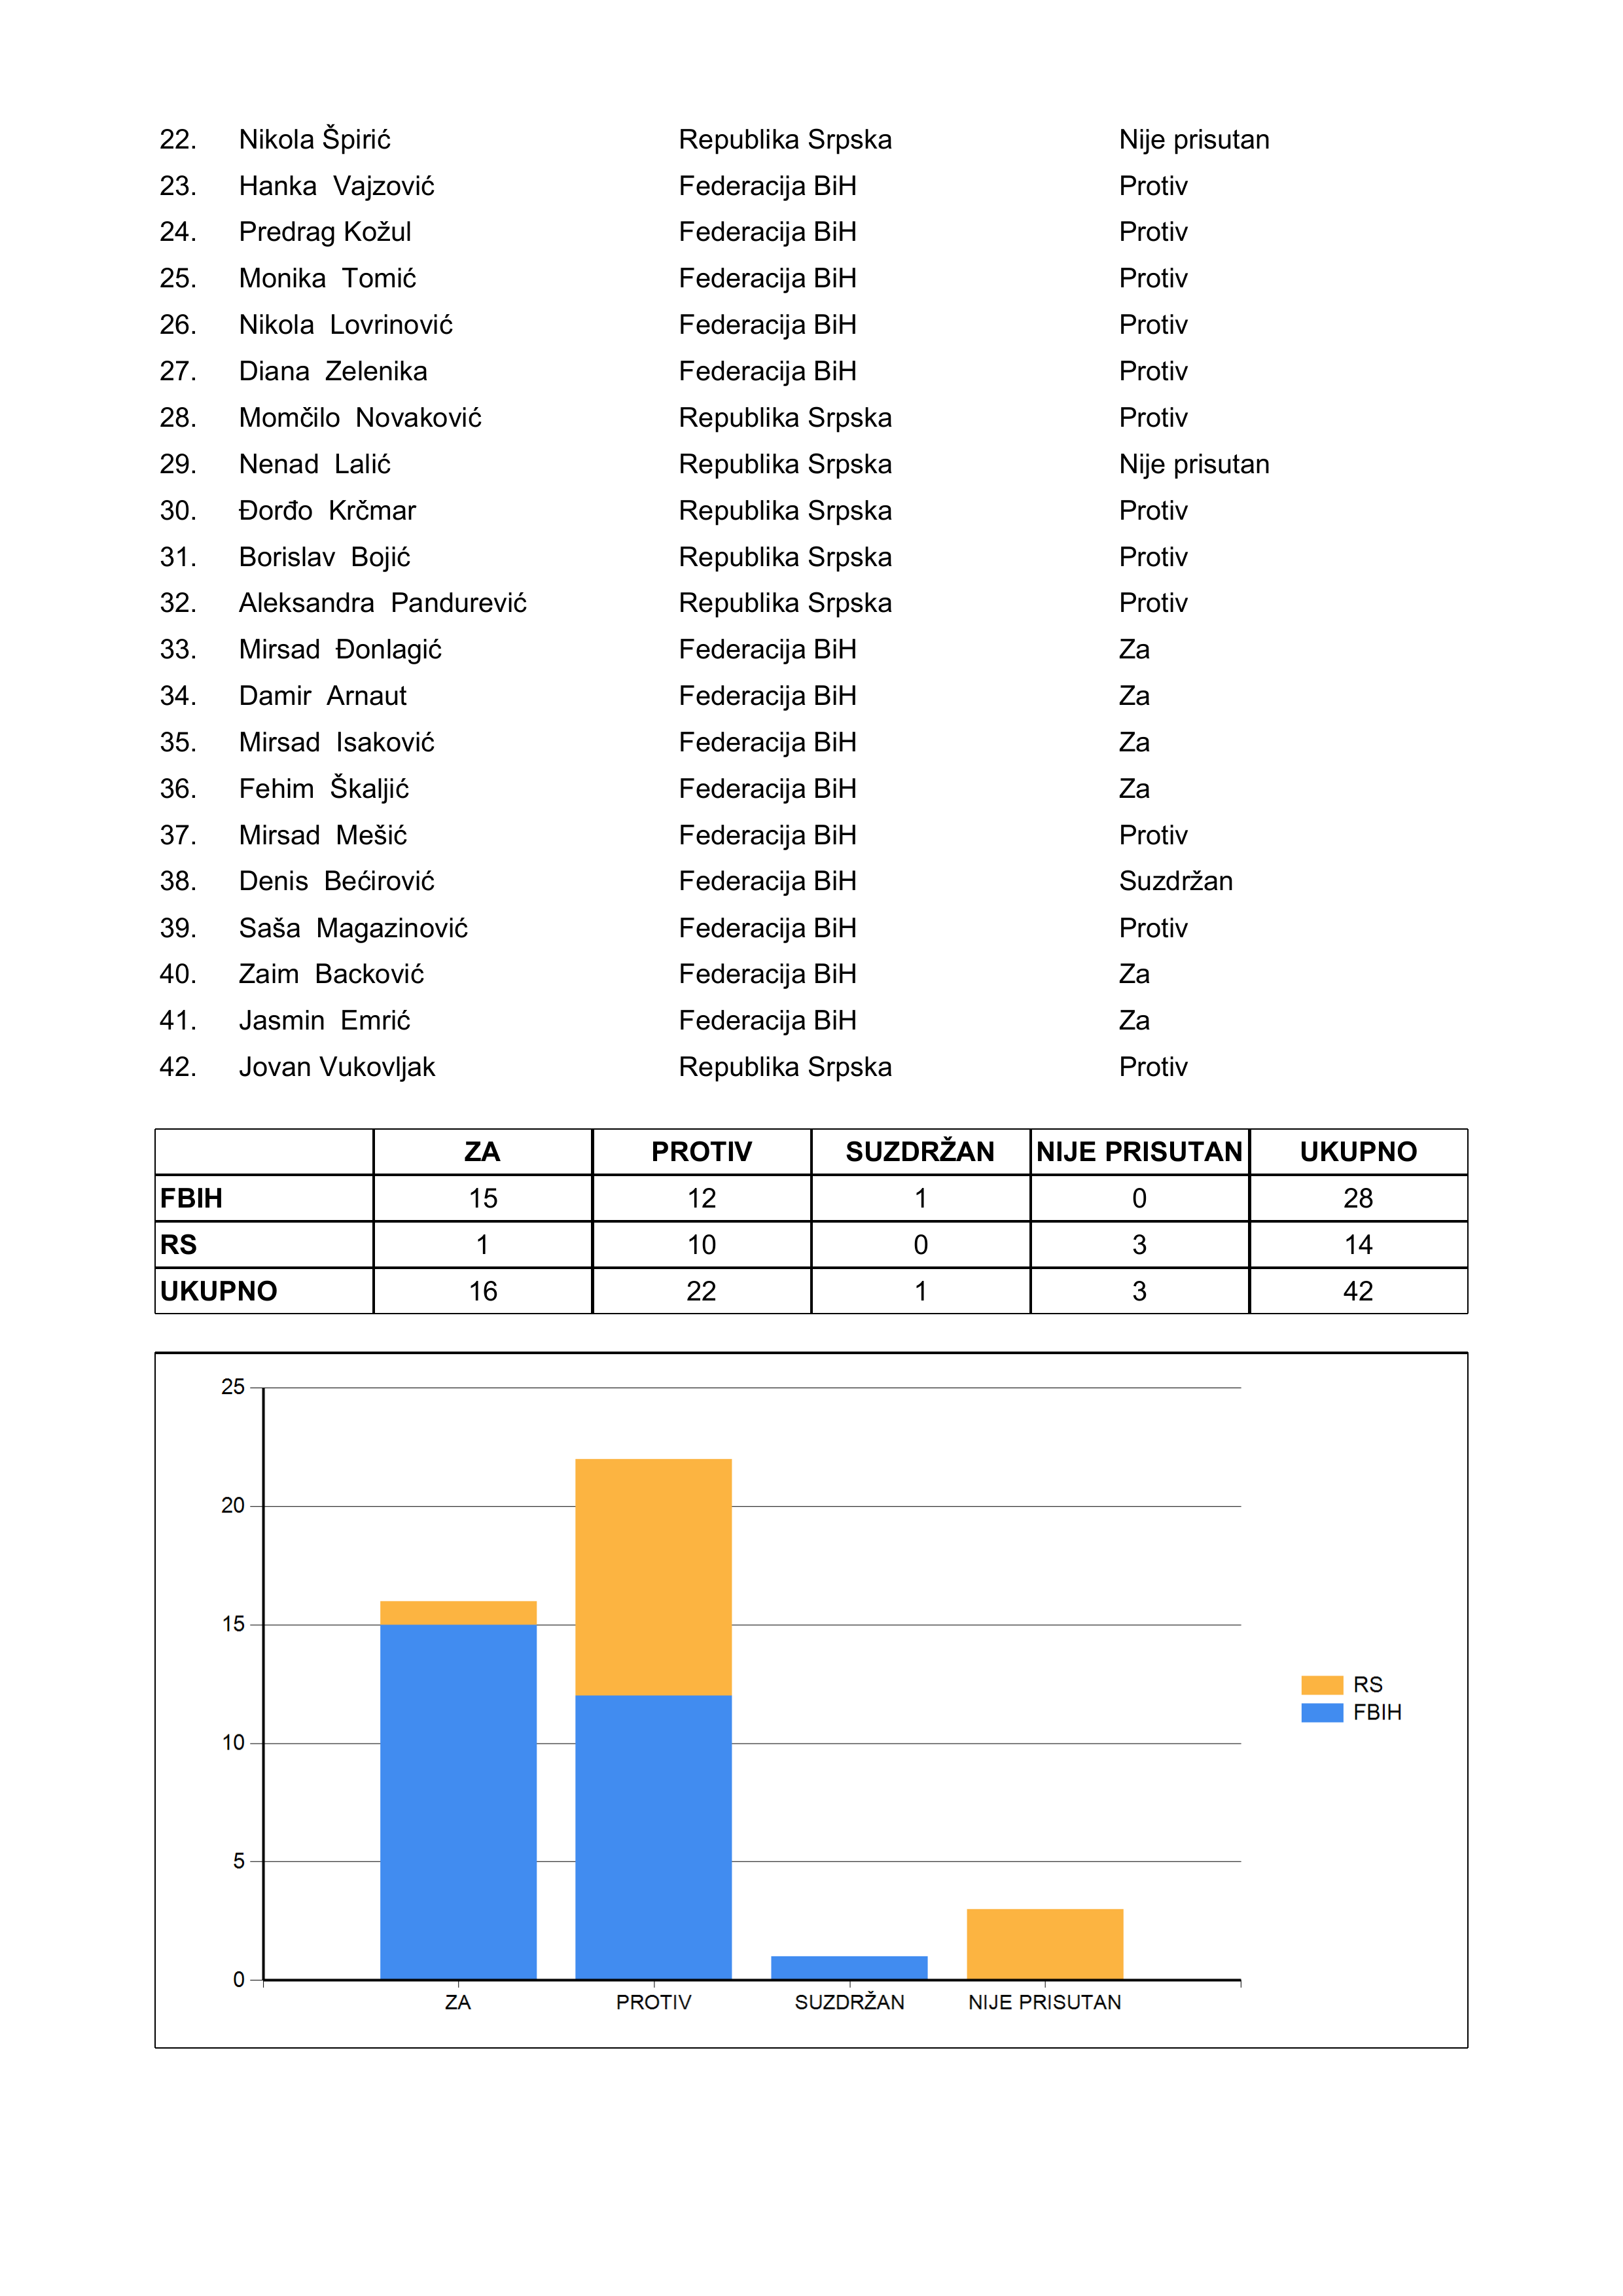 22. Nikola Špirić Republika Srpska Nije prisutan
23. Hanka Vajzović Federacija BiH Protiv
24. Predrag Kožul Federacija BiH Protiv
25. Monika Tomić Federacija BiH Protiv
26. Nikola Lovrinović Federacija BiH Protiv
27. Diana Zelenika Federacija BiH Protiv
28. Momčilo Novaković Republika Srpska Protiv
29. Nenad Lalić Republika Srpska Nije prisutan
30. Đorđo Krčmar Republika Srpska Protiv
31. Borislav Bojić Republika Srpska Protiv
32. Aleksandra Pandurević Republika Srpska Protiv
33. Mirsad Đonlagić Federacija BiH Za
34. Damir Arnaut Federacija BiH Za
35. Mirsad Isaković Federacija BiH Za
36. Fehim Škaljić Federacija BiH Za
37. Mirsad Mešić Federacija BiH Protiv
38. Denis Bećirović Federacija BiH Suzdržan
39. Saša Magazinović Federacija BiH Protiv
40. Zaim Backović Federacija BiH Za
41. Jasmin Emrić Federacija BiH Za
42. Jovan Vukovljak Republika Srpska Protiv
ZA PROTIV SUZDRŽAN NIJE PRISUTAN UKUPNO
FBIH 15 12 1 0 28
RS 1 10 0 3 14
UKUPNO 16 22 1 3 42
25
20
15
10
5
0
ZA PROTIV SUZDRŽAN NIJE PRISUTAN
RS
FBIH